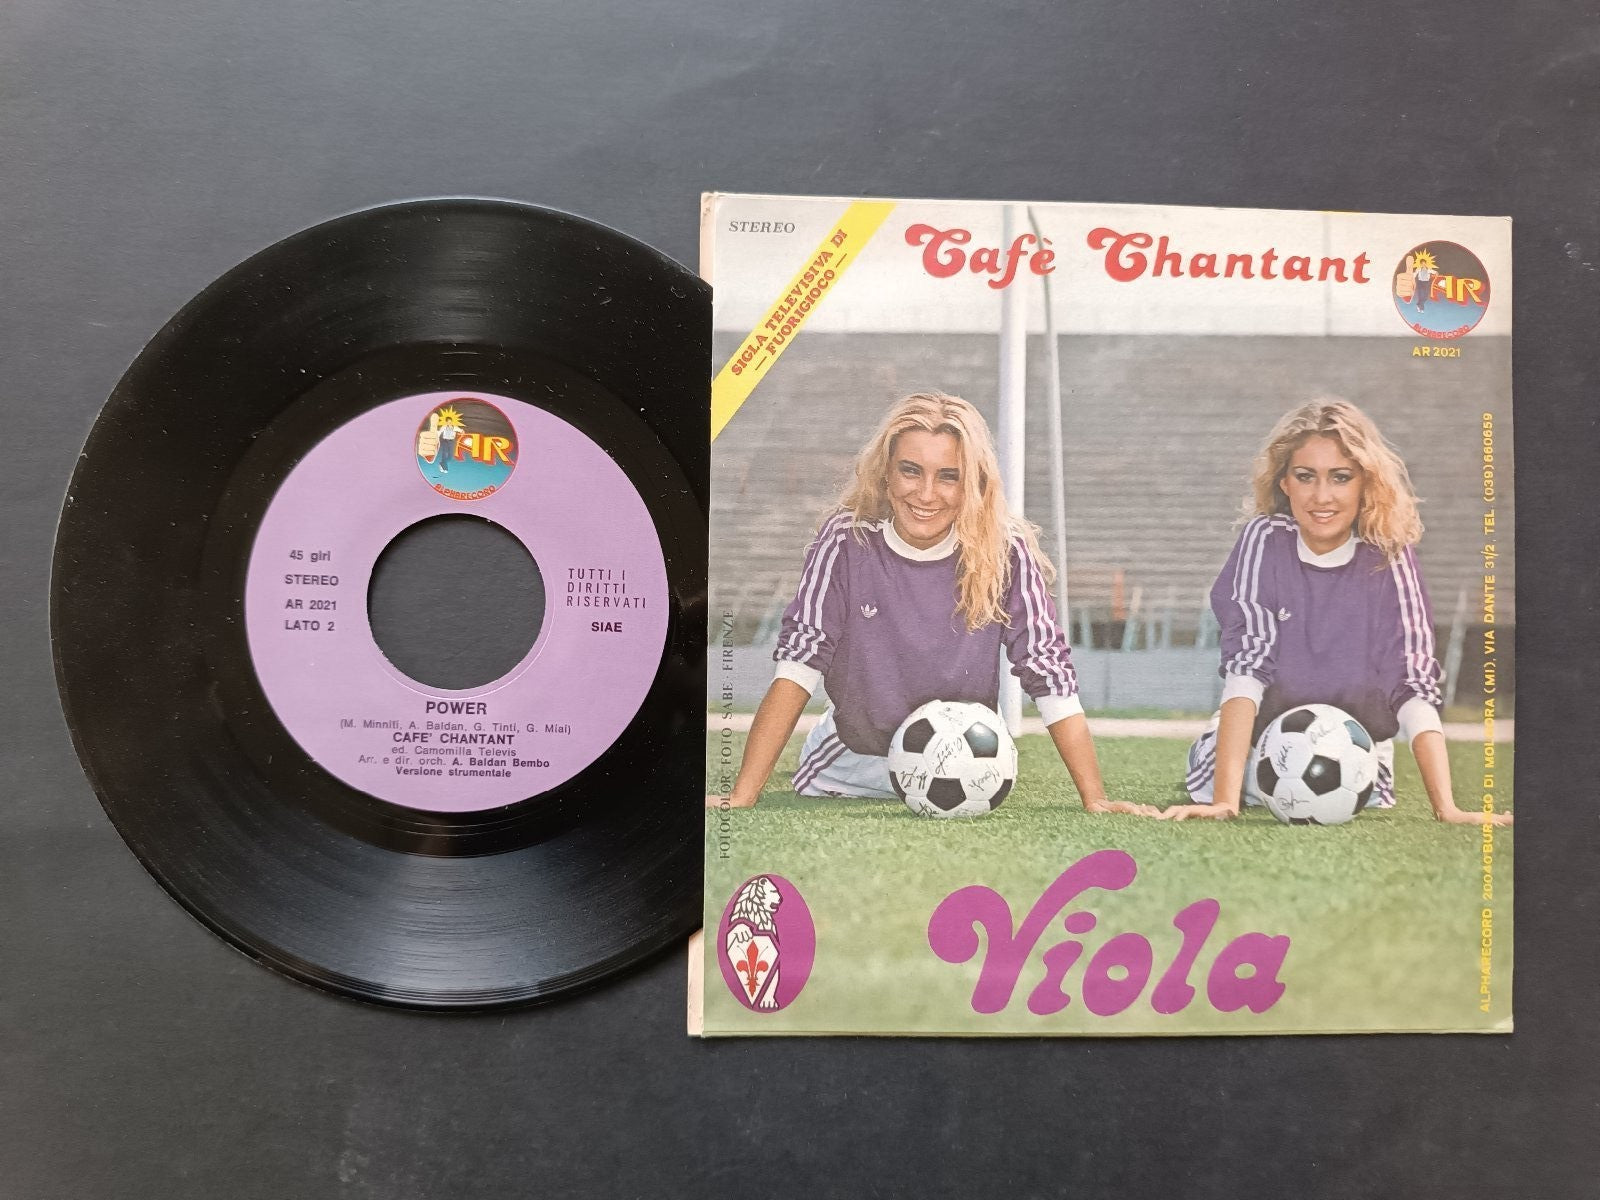 AR
ALPHARECORD
45 giri
STEREO
AR 2021
LATO 2
TUTTI I
DIRITTI
RISERVATI
SIAE
POWER
(M. Minniti, A. Baldan, G. Tinti, G. Miai)
CAFE' CHANTANT
ed. Camomilla Televis
Arr. e dir. orch. A. Baldan Bembo
Versione strumentale
STEREO
SIGLA TELEVISIVA DI
— FUORIGIOCO —
Cafè Chantant
AR
ALPHARECORD
AR 2021
FOTOCOLOR FOTO SABE - FIRENZE
ALPHARECORD 20040 BURAGO DI MOLGORA (MI). VIA DANTE 31/2. TEL. (039) 660659
Viola